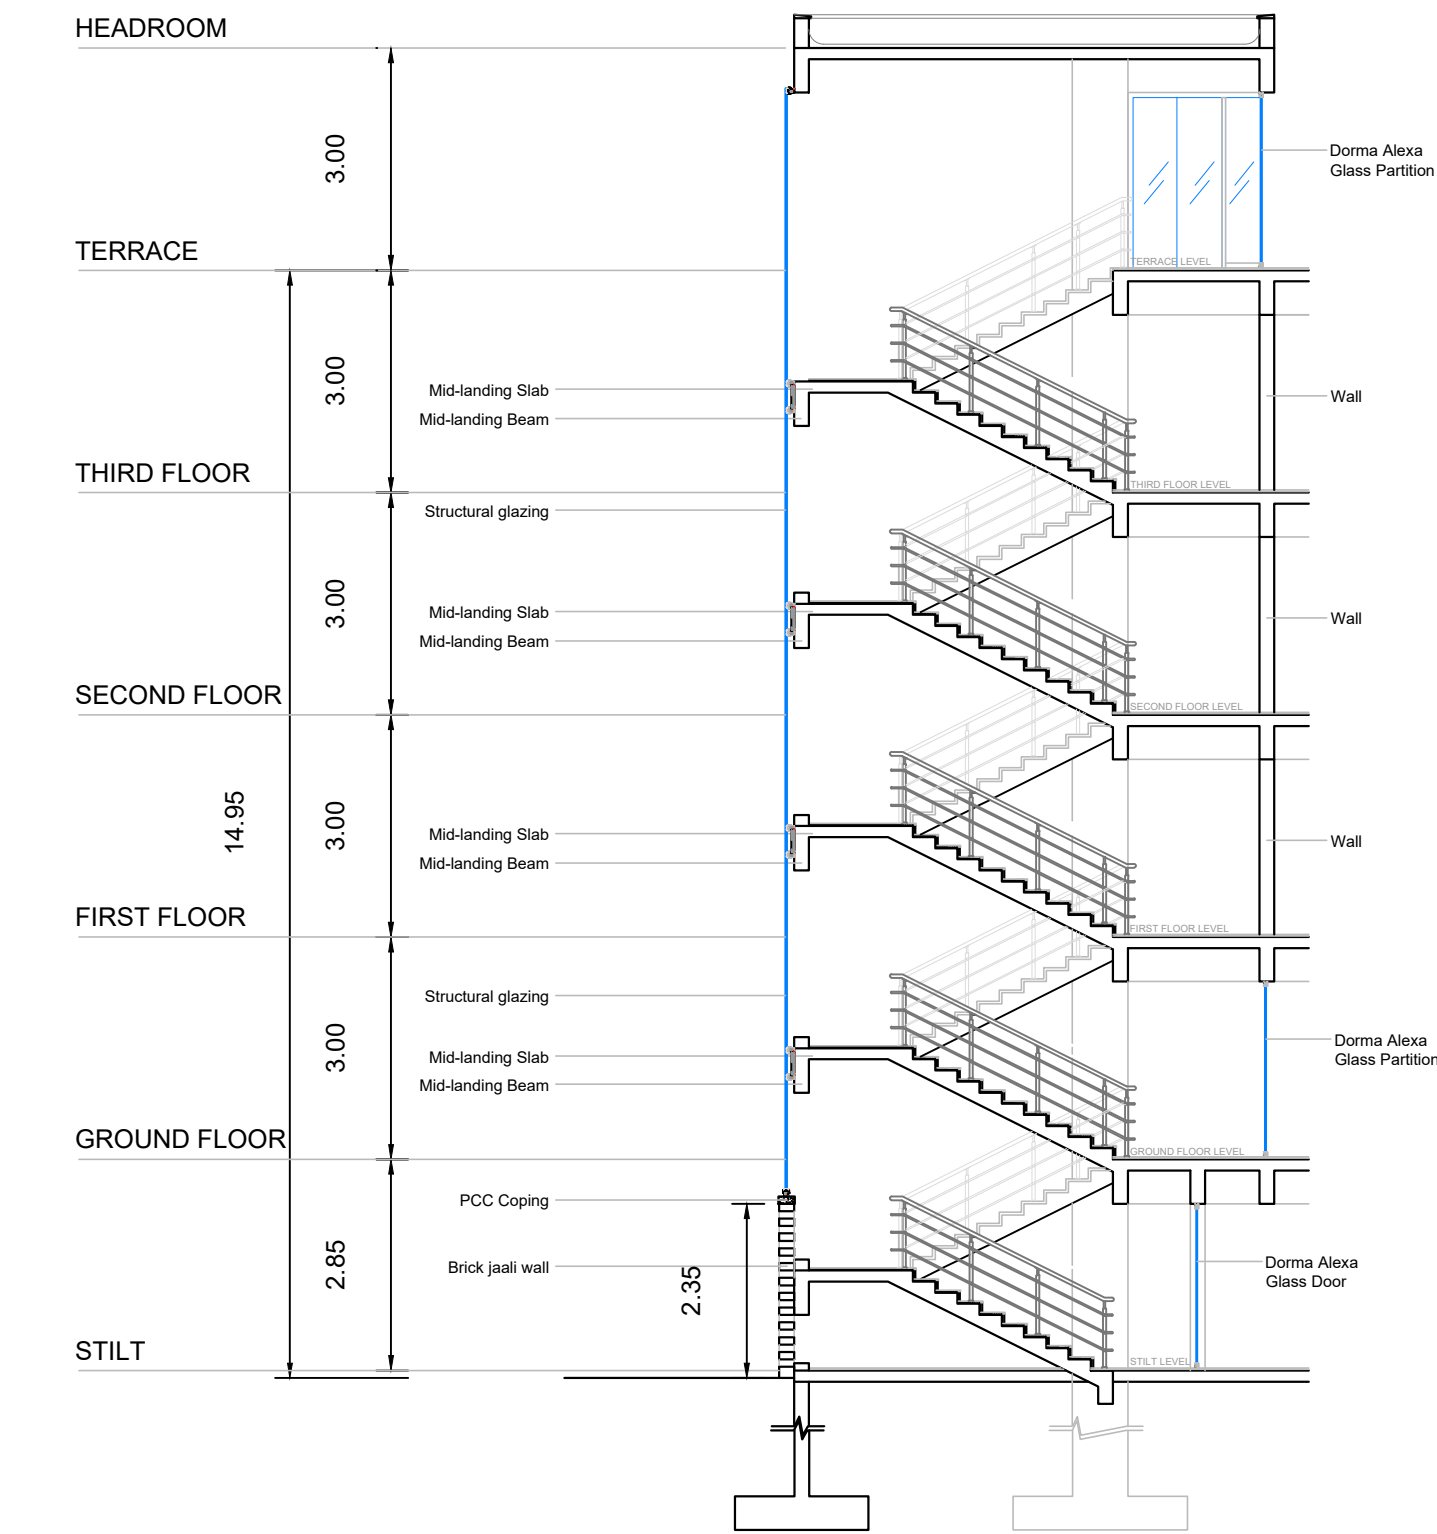 HEADROOM
3.00
Dorma Alexa
Glass Partition
TERRACE
TERRACE LEVEL
3.00
Mid-landing Slab
Wall
Mid-landing Beam
THIRD FLOOR
THIRD FLOOR LEVEL
Structural glazing
3.00
Mid-landing Slab
Wall
Mid-landing Beam
SECOND FLOOR
SECOND FLOOR LEVEL
14.95
3.00
Mid-landing Slab
Wall
Mid-landing Beam
FIRST FLOOR
FIRST FLOOR LEVEL
Structural glazing
3.00
Dorma Alexa
Glass Partition
Mid-landing Slab
Mid-landing Beam
GROUND FLOOR
GROUND FLOOR LEVEL
PCC Coping
2.85
Brick jaali wall
2.35
Dorma Alexa
Glass Door
STILT
STILT LEVEL